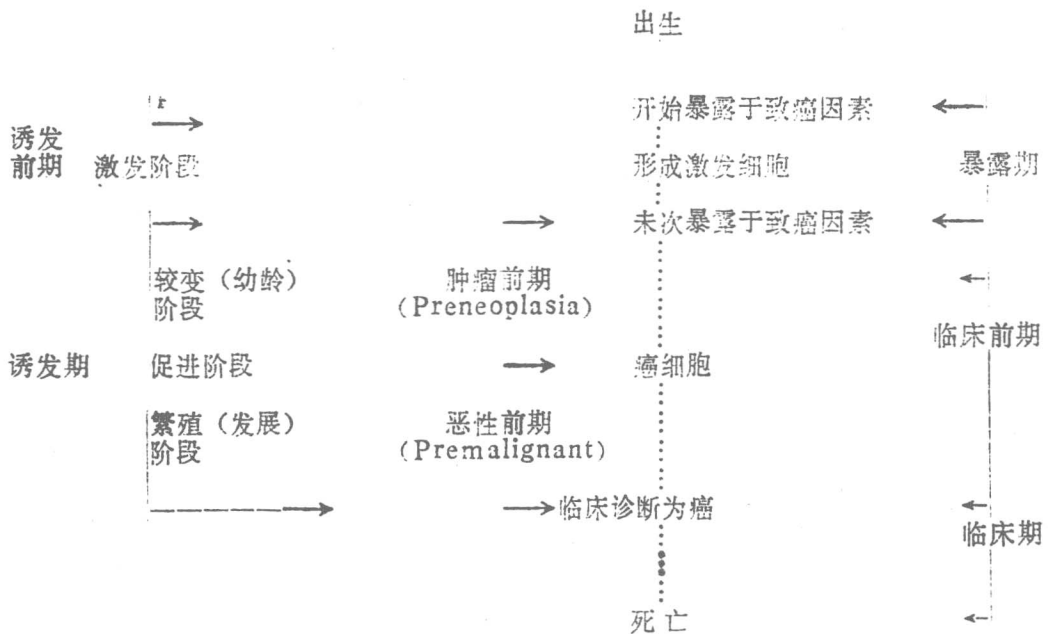 出生
开始暴露于致癌因素
诱发
前期
激发阶段
形成激发细胞
暴露期
末次暴露于致癌因素
较变（幼龄）
阶段
肿瘤前期
(Preneoplasia)
临床前期
诱发期
促进阶段
癌细胞
繁殖（发展）
阶段
恶性前期
(Premalignant)
临床诊断为癌
临床期
死亡